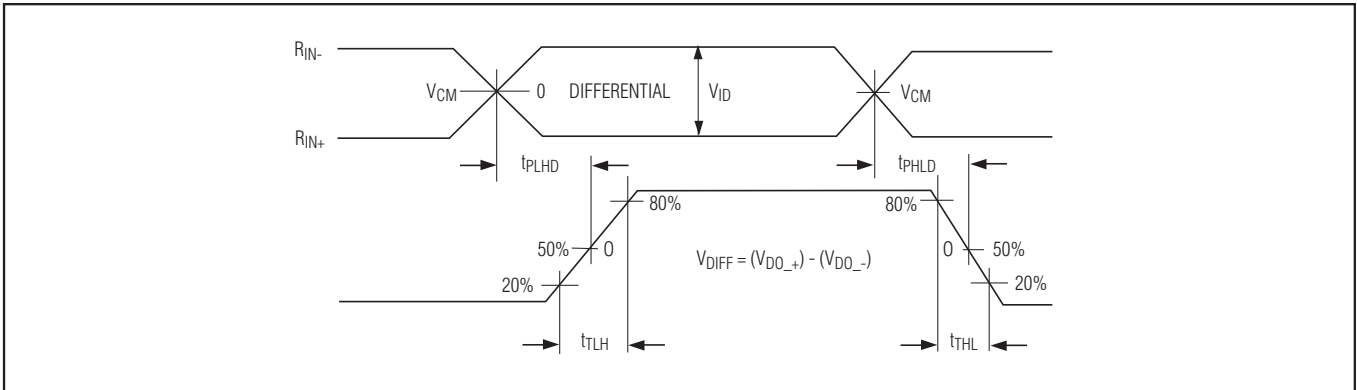 RIN-
VCM 0 DIFFERENTIAL VID VCM
RIN+
tPLHD tPHLD
80% 80%
50% 0 VDIFF = (VDO_+) - (VDO_-) 0 50%
20% 20%
tTLH tTHL